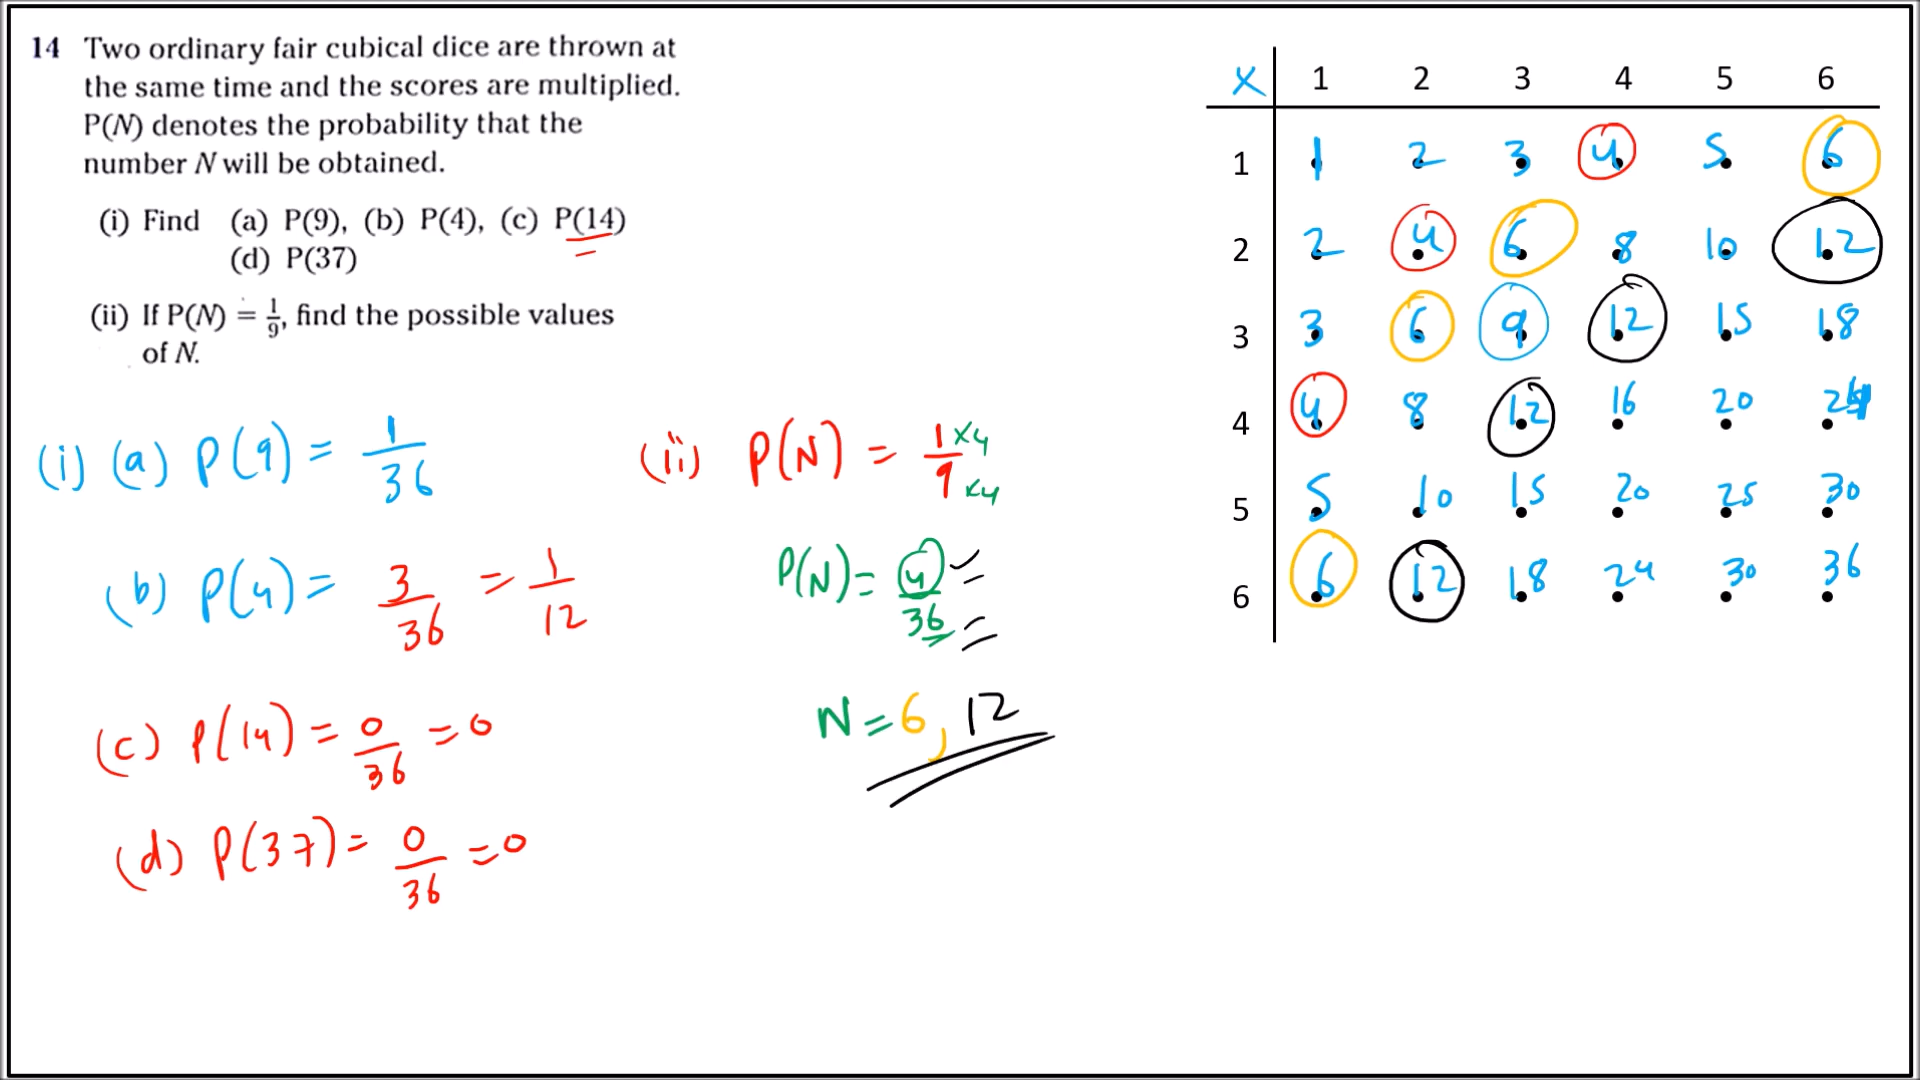 14 Two ordinary fair cubical dice are thrown at
the same time and the scores are multiplied.
P(N) denotes the probability that the
number N will be obtained.
(i) Find (a) P(9), (b) P(4), (c) P(14)
(d) P(37)
(ii) If P(N) = 1/9, find the possible values
of N.
(i) (a) P(9) = 1/36
(b) P(4) = 3/36 = 1/12
(c) P(14) = 0/36 = 0
(d) P(37) = 0/36 = 0
(ii) P(N) = 1 ×4 / 9 ×4
P(N) = 4/36
N = 6, 12
× 1 2 3 4 5 6
1 1 2 3 4 5 6
2 2 4 6 8 10 12
3 3 6 9 12 15 18
4 4 8 12 16 20 24
5 5 10 15 20 25 30
6 6 12 18 24 30 36